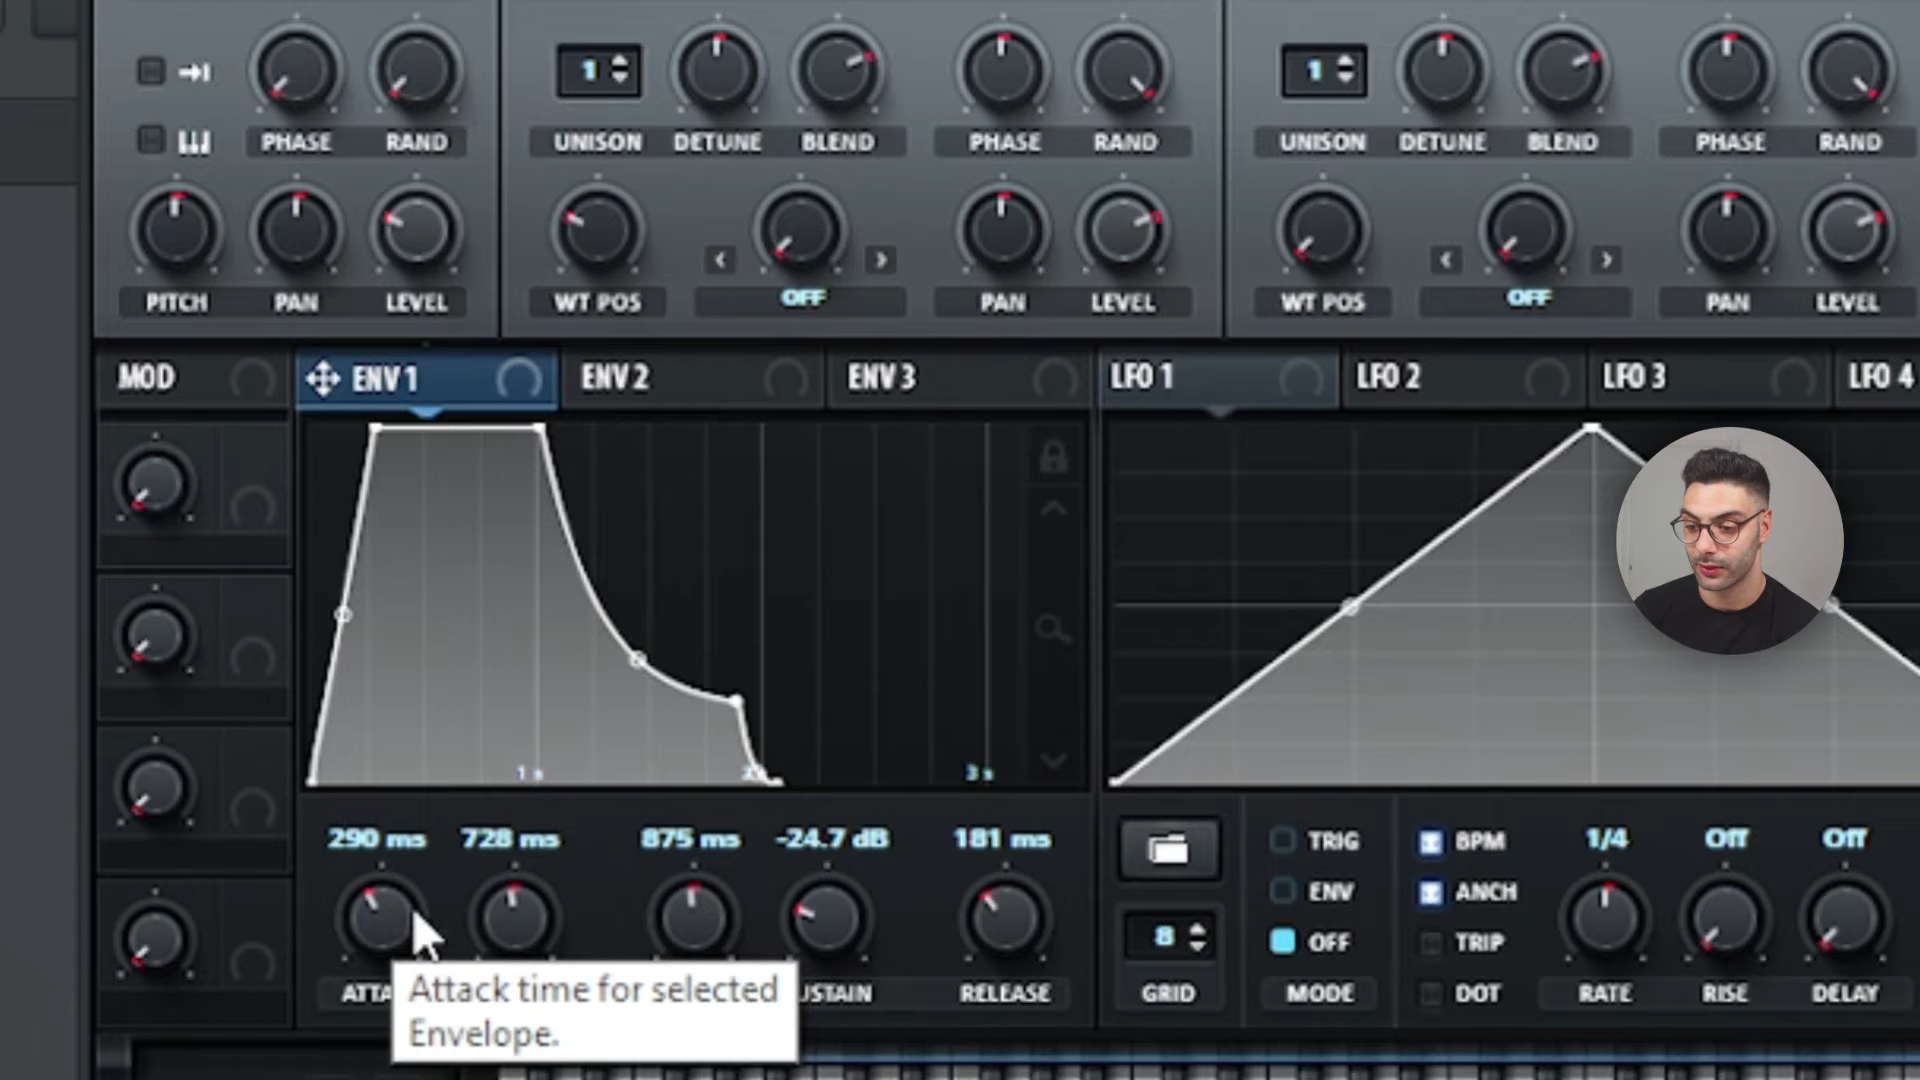 PHASE RAND
1 UNISON DETUNE BLEND PHASE RAND
1 UNISON DETUNE BLEND PHASE RAND
PITCH PAN LEVEL
WT POS OFF PAN LEVEL
WT POS OFF PAN LEVEL
MOD ENV 1 ENV 2 ENV 3 LFO 1 LFO 2 LFO 3 LFO 4
1 s 3 s
290 ms 728 ms 875 ms -24.7 dB 181 ms
TRIG BPM 1/4 Off Off
ENV ANCH
8 OFF TRIP
ATTA USTAIN RELEASE GRID MODE DOT RATE RISE DELAY
Attack time for selected
Envelope.